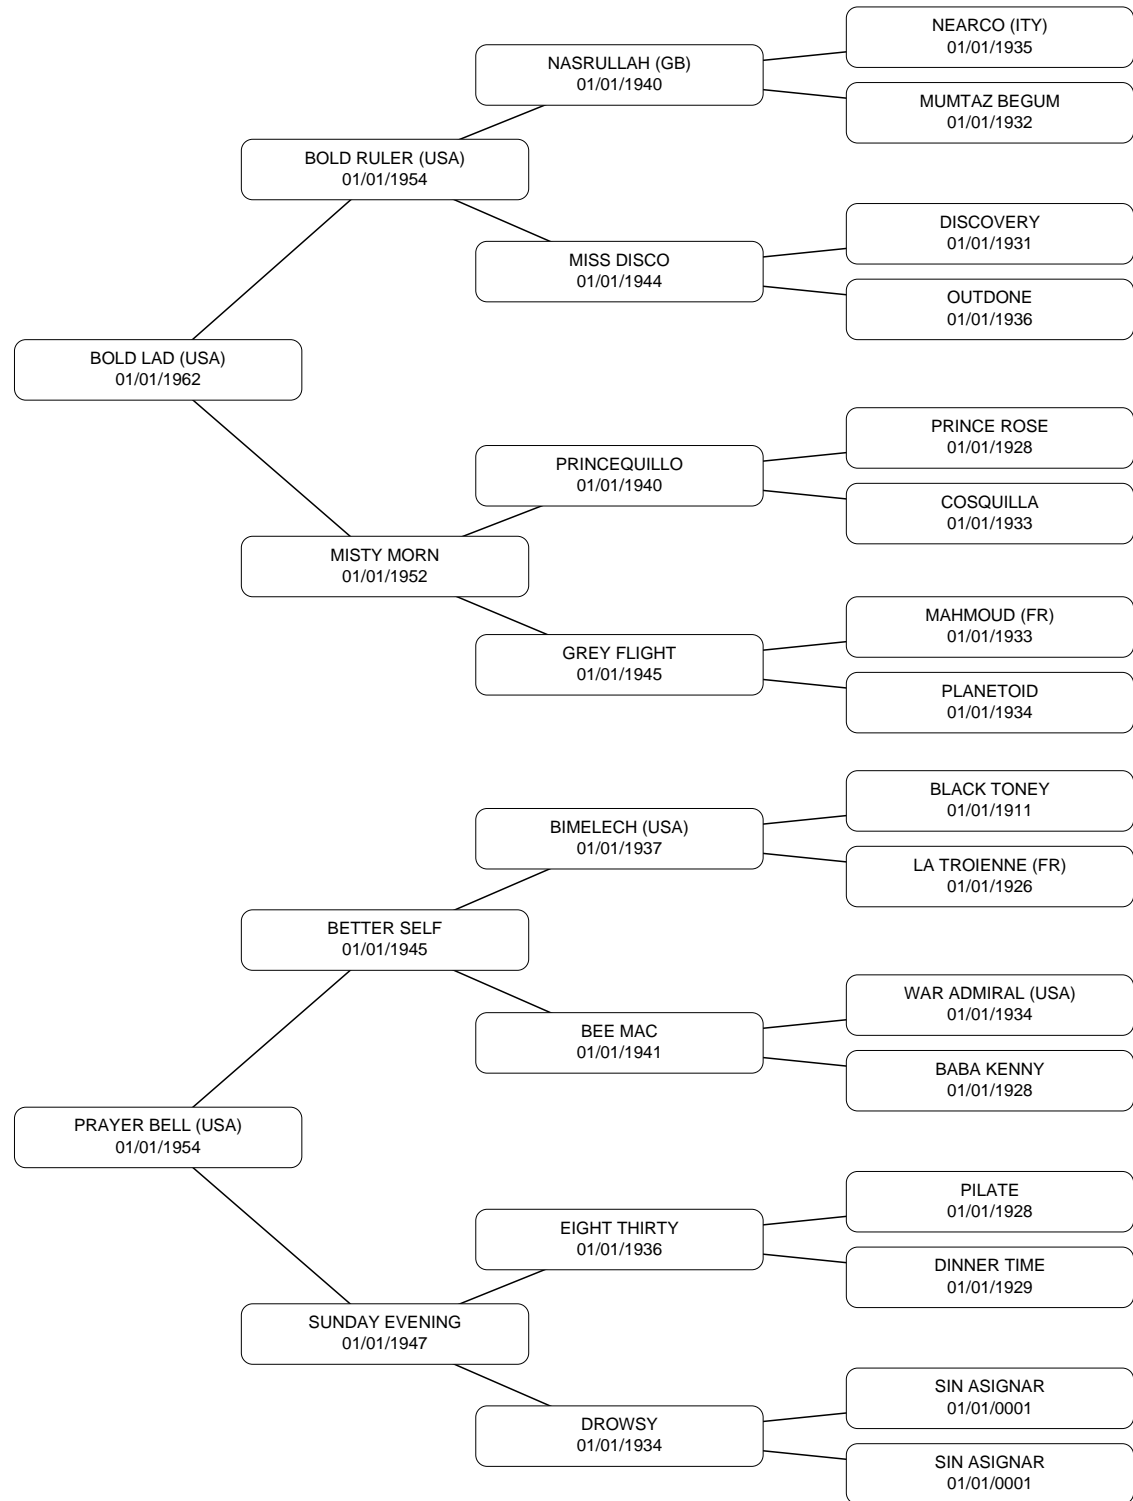 NEARCO (ITY)
01/01/1935
NASRULLAH (GB)
01/01/1940
MUMTAZ BEGUM
01/01/1932
BOLD RULER (USA)
01/01/1954
DISCOVERY
01/01/1931
MISS DISCO
01/01/1944
OUTDONE
01/01/1936
BOLD LAD (USA)
01/01/1962
PRINCE ROSE
01/01/1928
PRINCEQUILLO
01/01/1940
COSQUILLA
01/01/1933
MISTY MORN
01/01/1952
MAHMOUD (FR)
01/01/1933
GREY FLIGHT
01/01/1945
PLANETOID
01/01/1934
BLACK TONEY
01/01/1911
BIMELECH (USA)
01/01/1937
LA TROIENNE (FR)
01/01/1926
BETTER SELF
01/01/1945
WAR ADMIRAL (USA)
01/01/1934
BEE MAC
01/01/1941
BABA KENNY
01/01/1928
PRAYER BELL (USA)
01/01/1954
PILATE
01/01/1928
EIGHT THIRTY
01/01/1936
DINNER TIME
01/01/1929
SUNDAY EVENING
01/01/1947
SIN ASIGNAR
01/01/0001
DROWSY
01/01/1934
SIN ASIGNAR
01/01/0001